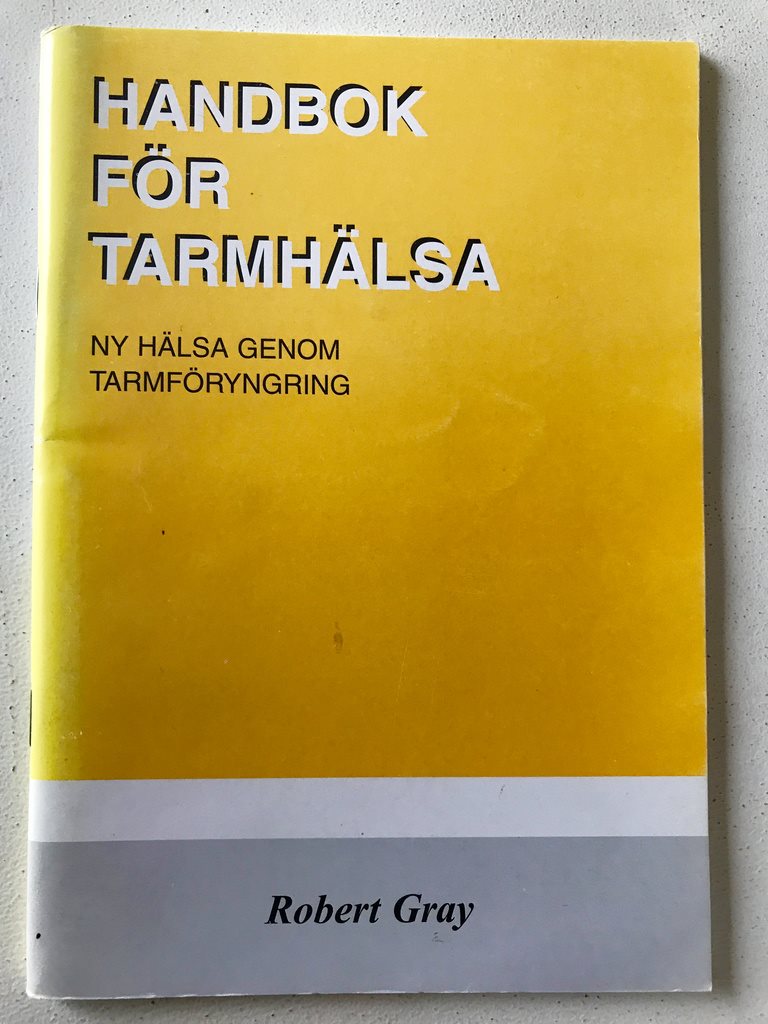 HANDBOK
FÖR
TARMHÄLSA
NY HÄLSA GENOM
TARMFÖRYNGRING
Robert Gray